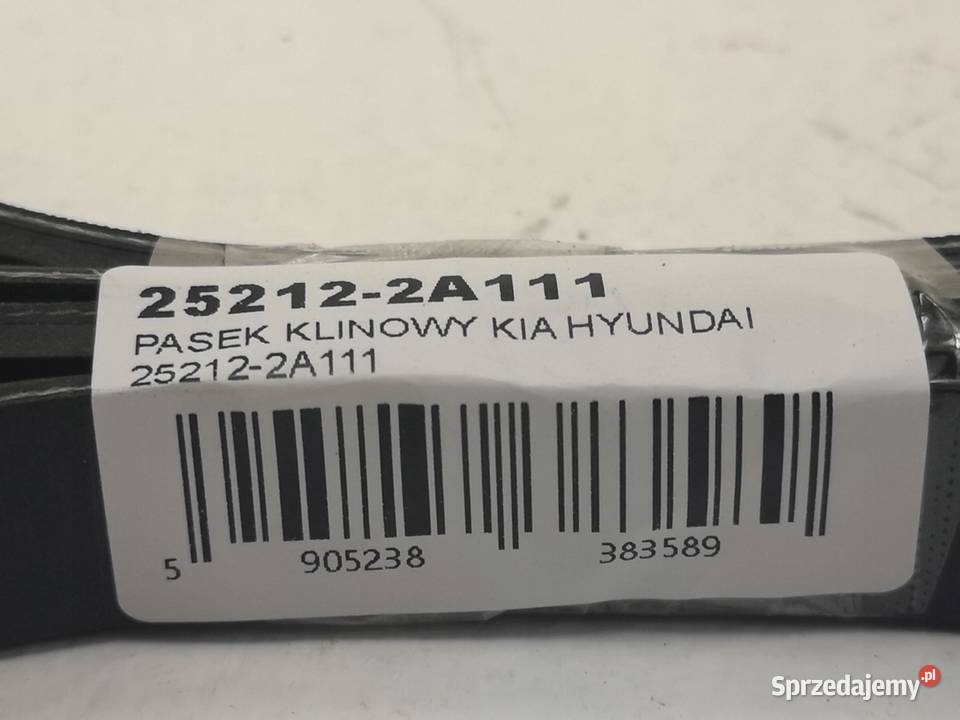 25212-2A111
PASEK KLINOWY KIA HYUNDAI
25212-2A111
5 905238 383589
Sprzedajemy.pl